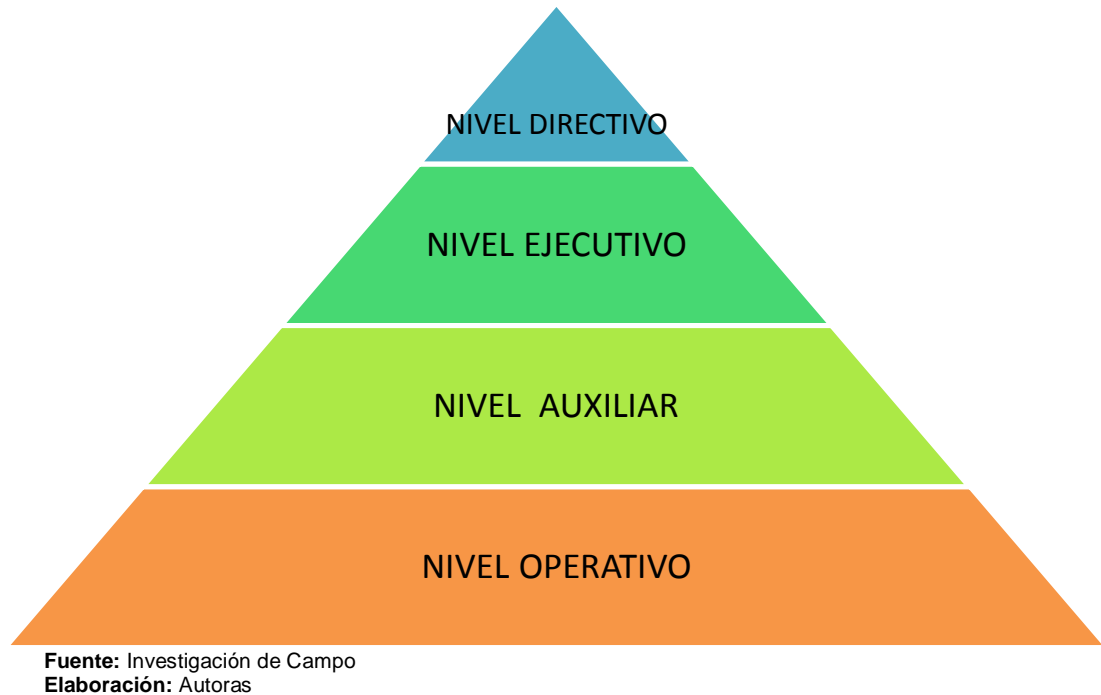 NIVEL DIRECTIVO
NIVEL EJECUTIVO
NIVEL AUXILIAR
NIVEL OPERATIVO
Fuente: Investigación de Campo
Elaboración: Autoras